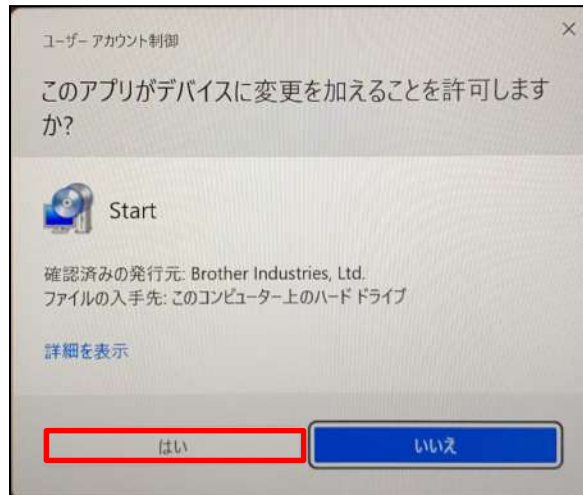 ユーザー アカウント制御
このアプリがデバイスに変更を加えることを許可します
か?
Start
確認済みの発行元: Brother Industries, Ltd.
ファイルの入手先: このコンピューター上のハード ドライブ
詳細を表示
はい
いいえ